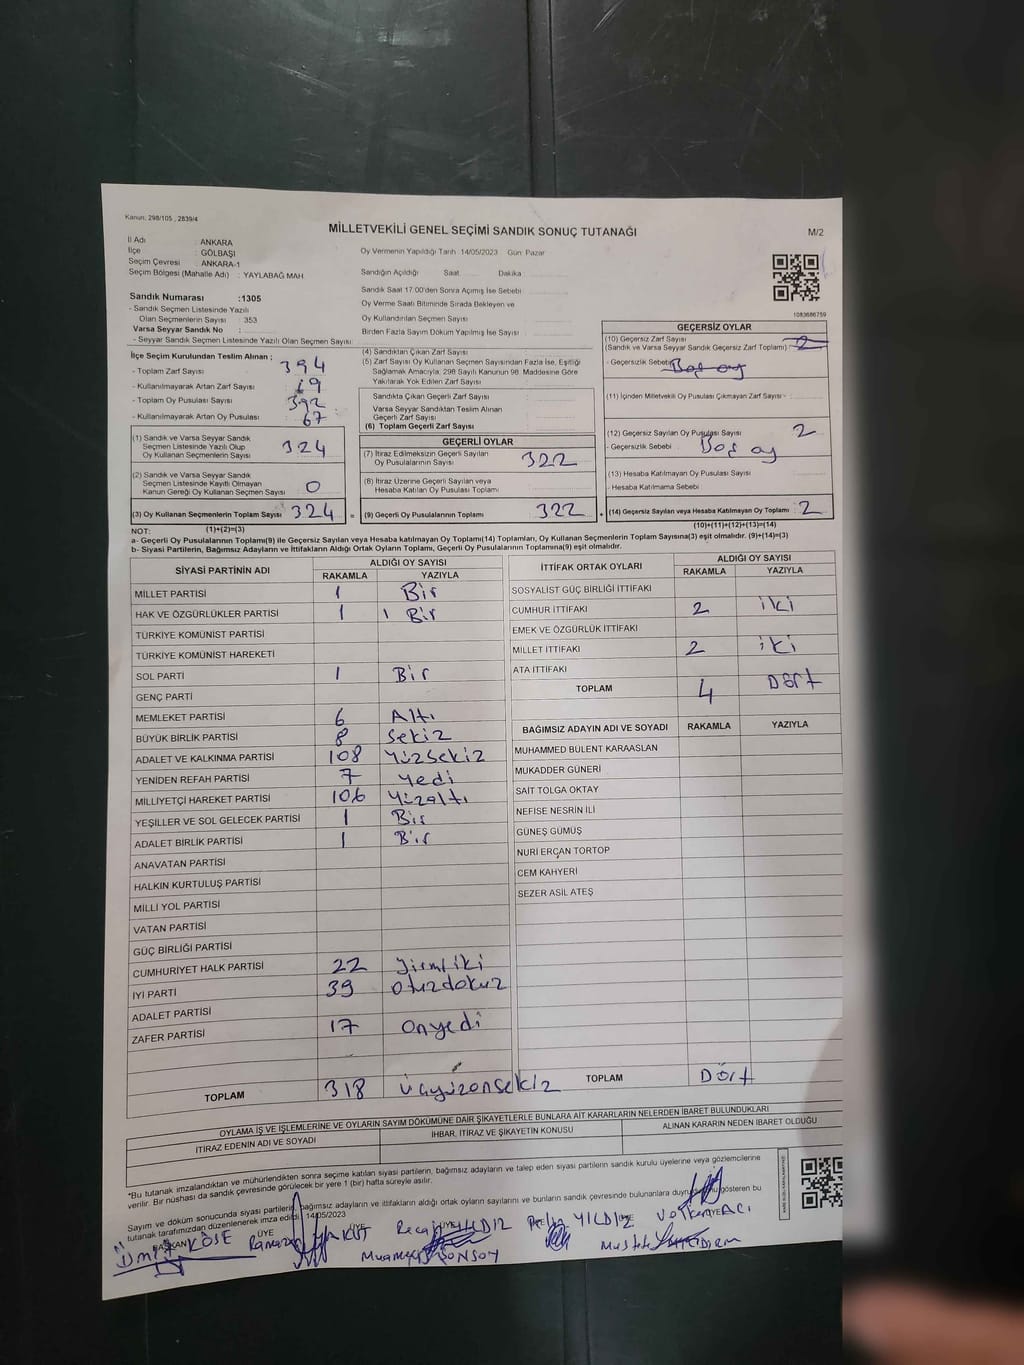 Kanun: 298/105 , 2839/4
MİLLETVEKİLİ GENEL SEÇİMİ SANDIK SONUÇ TUTANAĞI
M/2
İl Adı : ANKARA
İlçe : GÖLBAŞI
Seçim Çevresi : ANKARA-1
Seçim Bölgesi (Mahalle Adı) : YAYLABAĞ MAH.
Sandık Numarası :1305
- Sandık Seçmen Listesinde Yazılı
Olan Seçmenlerin Sayısı : 353
Varsa Seyyar Sandık No :
- Seyyar Sandık Seçmen Listesinde Yazılı Olan Seçmen Sayısı:
Oy Vermenin Yapıldığı Tarih :14/05/2023 Gün: Pazar
Sandığın Açıldığı Saat Dakika
Sandık Saat 17.00'den Sonra Açılmış İse Sebebi :
Oy Verme Saati Bitiminde Sırada Bekleyen ve
Oy Kullandırılan Seçmen Sayısı :
Birden Fazla Sayım Döküm Yapılmış İse Sayısı :
1083686759
İlçe Seçim Kurulundan Teslim Alınan ;
- Toplam Zarf Sayısı : 394
- Kullanılmayarak Artan Zarf Sayısı : 69
- Toplam Oy Pusulası Sayısı : 392
- Kullanılmayarak Artan Oy Pusulası : 67
(1) Sandık ve Varsa Seyyar Sandık
Seçmen Listesinde Yazılı Olup
Oy Kullanan Seçmenlerin Sayısı : 324
(2) Sandık ve Varsa Seyyar Sandık
Seçmen Listesinde Kayıtlı Olmayan
Kanun Gereği Oy Kullanan Seçmen Sayısı : 0
(3) Oy Kullanan Seçmenlerin Toplam Sayısı : 324 =
(4) Sandıktan Çıkan Zarf Sayısı :
(5) Zarf Sayısı Oy Kullanan Seçmen Sayısından Fazla İse, Eşitliği
Sağlamak Amacıyla, 298 Sayılı Kanunun 98. Maddesine Göre
Yakılarak Yok Edilen Zarf Sayısı :
Sandıkta Çıkan Geçerli Zarf Sayısı :
Varsa Seyyar Sandıktan Teslim Alınan
Geçerli Zarf Sayısı :
(6) Toplam Geçerli Zarf Sayısı :
GEÇERLİ OYLAR
(7) İtiraz Edilmeksizin Geçerli Sayılan
Oy Pusulalarının Sayısı : 322
(8) İtiraz Üzerine Geçerli Sayılan veya
Hesaba Katılan Oy Pusulası Toplamı :
(9) Geçerli Oy Pusulalarının Toplamı : 322 +
GEÇERSİZ OYLAR
(10) Geçersiz Zarf Sayısı
(Sandık ve Varsa Seyyar Sandık Geçersiz Zarf Toplamı) : 2
- Geçersizlik Sebebi : Boş oy
(11) İçinden Milletvekili Oy Pusulası Çıkmayan Zarf Sayısı :
(12) Geçersiz Sayılan Oy Pusulası Sayısı : 2
- Geçersizlik Sebebi : Boş oy
(13) Hesaba Katılmayan Oy Pusulası Sayısı :
- Hesaba Katılmama Sebebi :
(14) Geçersiz Sayılan veya Hesaba Katılmayan Oy Toplamı : 2
NOT: (1)+(2)=(3)
(10)+(11)+(12)+(13)=(14)
a- Geçerli Oy Pusulalarının Toplamı(9) ile Geçersiz Sayılan veya Hesaba katılmayan Oy Toplamı(14) Toplamları, Oy Kullanan Seçmenlerin Toplam Sayısına(3) eşit olmalıdır. (9)+(14)=(3)
b- Siyasi Partilerin, Bağımsız Adayların ve İttifakların Aldığı Ortak Oyların Toplamı, Geçerli Oy Pusulalarının Toplamına(9) eşit olmalıdır.
SİYASİ PARTİNİN ADI
ALDIĞI OY SAYISI
RAKAMLA YAZIYLA
MİLLET PARTİSİ 1 Bir
HAK VE ÖZGÜRLÜKLER PARTİSİ 1 Bir
TÜRKİYE KOMÜNİST PARTİSİ
TÜRKİYE KOMÜNİST HAREKETİ
SOL PARTİ 1 Bir
GENÇ PARTİ
MEMLEKET PARTİSİ 6 Altı
BÜYÜK BİRLİK PARTİSİ 8 Sekiz
ADALET VE KALKINMA PARTİSİ 108 Yüzsekiz
YENİDEN REFAH PARTİSİ 7 yedi
MİLLİYETÇİ HAREKET PARTİSİ 106 Yüzaltı
YEŞİLLER VE SOL GELECEK PARTİSİ 1 Bir
ADALET BİRLİK PARTİSİ 1 Bir
ANAVATAN PARTİSİ
HALKIN KURTULUŞ PARTİSİ
MİLLİ YOL PARTİSİ
VATAN PARTİSİ
GÜÇ BİRLİĞİ PARTİSİ
CUMHURİYET HALK PARTİSİ 22 Yirmiiki
İYİ PARTİ 39 otuzdokuz
ADALET PARTİSİ
ZAFER PARTİSİ 17 onyedi
TOPLAM 318 üçyüzonsekiz
İTTİFAK ORTAK OYLARI
ALDIĞI OY SAYISI
RAKAMLA YAZIYLA
SOSYALİST GÜÇ BİRLİĞİ İTTİFAKI
CUMHUR İTTİFAKI 2 iki
EMEK VE ÖZGÜRLÜK İTTİFAKI
MİLLET İTTİFAKI 2 iki
ATA İTTİFAKI
TOPLAM 4 Dört
BAĞIMSIZ ADAYIN ADI VE SOYADI RAKAMLA YAZIYLA
MUHAMMED BÜLENT KARAASLAN
MUKADDER GÜNERİ
SAİT TOLGA OKTAY
NEFİSE NESRİN İLİ
GÜNEŞ GÜMÜŞ
NURİ ERCAN TORTOP
CEM KAHYERİ
SEZER ASIL ATEŞ
TOPLAM Dört
OYLAMA İŞ VE İŞLEMLERİNE VE OYLARIN SAYIM DÖKÜMÜNE DAİR ŞİKAYETLERLE BUNLARA AİT KARARLARIN NELERDEN İBARET BULUNDUKLARI
İTİRAZ EDENİN ADI VE SOYADI
İHBAR, İTİRAZ VE ŞİKAYETİN KONUSU
ALINAN KARARIN NEDEN İBARET OLDUĞU
*Bu tutanak imzalandıktan ve mühürlendikten sonra seçime katılan siyasi partilerin, bağımsız adayların ve talep eden siyasi partilerin sandık kurulu üyelerine veya gözlemcilerine
verilir. Bir nüshası da sandık çevresinde görülecek bir yere 1 (bir) hafta süreyle asılır.
Sayım ve döküm sonucunda siyasi partilerin, bağımsız adayların ve ittifakların aldığı ortak oyların sayılarını ve bunların sandık çevresinde bulunanlara gösteren bu
tutanak tarafımızdan düzenlenerek imza edildi. 14/05/2023
BAŞKAN ÜYE ÜYE
Ümit KÖSE Ramazan YAKUT Recep YILDIZ Pelin YILDIZ Volkan AVCI